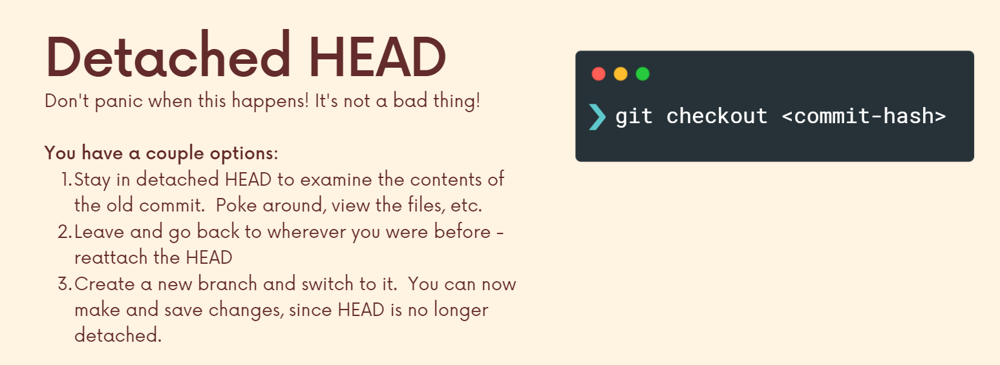 Detached HEAD
Don't panic when this happens! It's not a bad thing!
You have a couple options:
1. Stay in detached HEAD to examine the contents of
the old commit.  Poke around, view the files, etc.
2. Leave and go back to wherever you were before -
reattach the HEAD
3. Create a new branch and switch to it.  You can now
make and save changes, since HEAD is no longer
detached.
❯ git checkout <commit-hash>